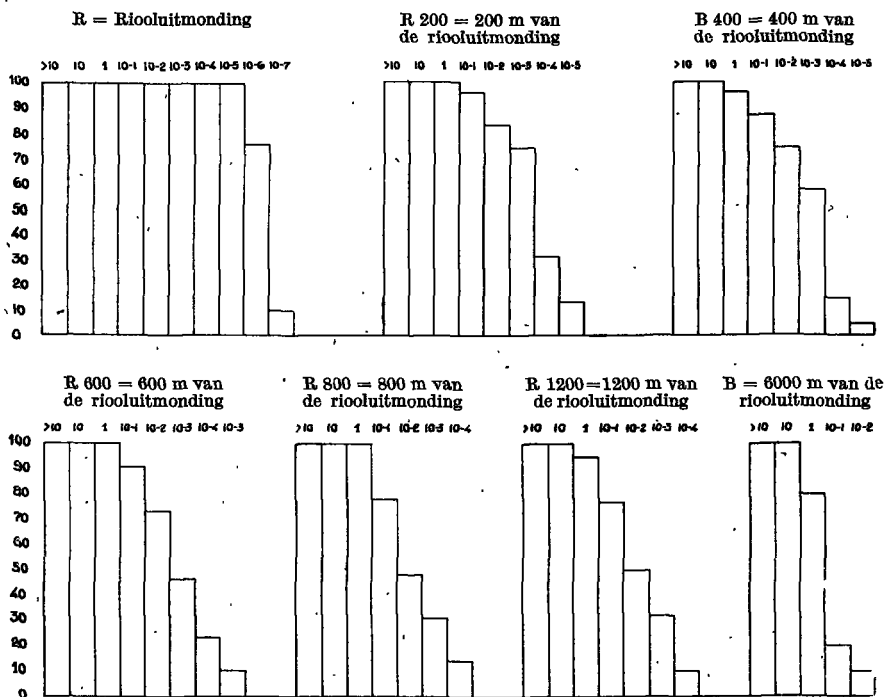 R = Riooluitmonding
R 200 = 200 m van
de riooluitmonding
B 400 = 400 m van
de riooluitmonding
>10 10 1 10-1 10-2 10-3 10-4 10-5 10-6 10-7
>10 10 1 10-1 10-2 10-3 10-4 10-5
>10 10 1 10-1 10-2 10-3 10-4 10-5
100
90
80
70
60
50
40
30
20
10
0
R 600 = 600 m van
de riooluitmonding
R 800 = 800 m van
de riooluitmonding
R 1200=1200 m van
de riooluitmonding
B = 6000 m van de
riooluitmonding
>10 10 1 10-1 10-2 10-3 10-4 10-5
>10 10 1 10-1 10-2 10-3 10-4
>10 10 1 10-1 10-2 10-3 10-4
>10 10 1 10-1 10-2
100
90
80
70
60
50
40
30
20
10
0